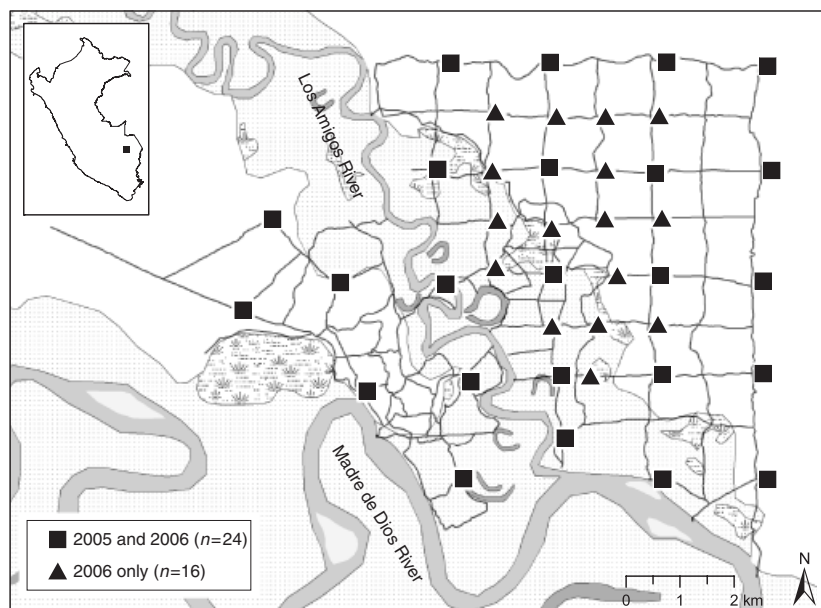 Los Amigos River
Madre de Dios River
■ 2005 and 2006 (n=24)
▲ 2006 only (n=16)
N
0 1 2 km